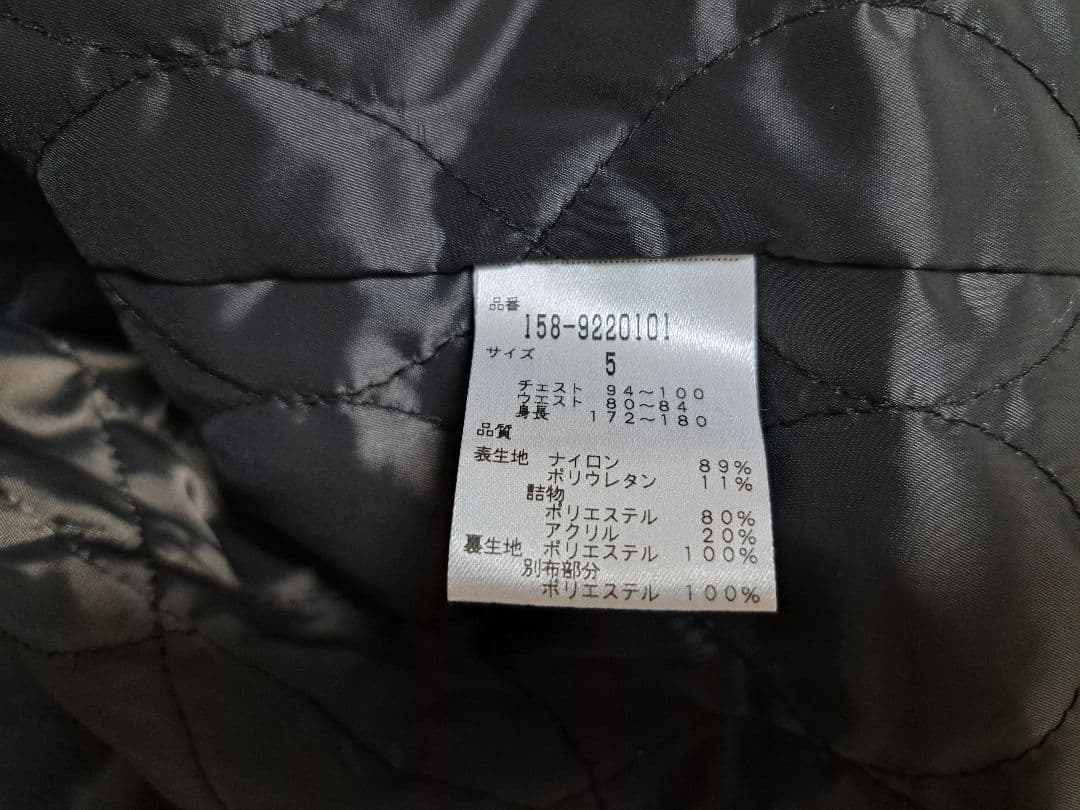 品番
158-9220101
サイズ 5
チェスト 94～100
ウエスト 80～84
身長 172～180
品質
表生地 ナイロン 89%
ポリウレタン 11%
詰物
ポリエステル 80%
アクリル 20%
裏生地 ポリエステル 100%
別布部分
ポリエステル 100%